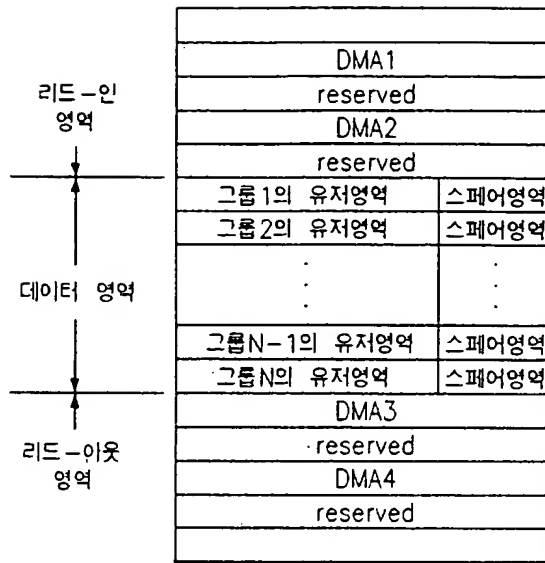 DMA1
reserved
리드-인
영역
DMA2
reserved
그룹1의 유저영역 스페어영역
그룹2의 유저영역 스페어영역
데이터 영역
그룹N-1의 유저영역 스페어영역
그룹N의 유저영역 스페어영역
DMA3
리드-아웃
영역
reserved
DMA4
reserved